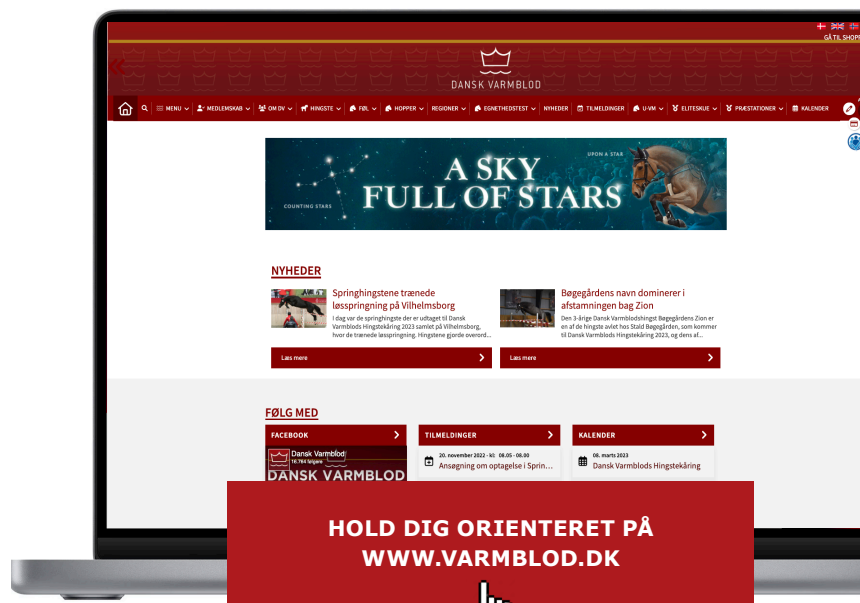 GÅ TIL SHOPP
DANSK VARMBLOD
MENU MEDLEMSKAB OM DV HINGSTE FØL HOPPER REGIONER EGNETHEDSTEST NYHEDER TILMELDINGER U-VM ELITESKUE PRÆSTATIONER KALENDER
UPON A STAR
A SKY
FULL OF STARS
COUNTING STARS
NYHEDER
Springhingstene trænede
løsspringning på Vilhelmsborg
I dag var de springhingste der er udtaget til Dansk
Varmblods Hingstekåring 2023 samlet på Vilhelmsborg,
hvor de trænede løsspringning. Hingstene gjorde overord...
Læs mere
Bøgegårdens navn dominerer i
afstamningen bag Zion
Den 3-årige Dansk Varmblodshingst Bøgegårdens Zion er
en af de hingste avlet hos Stald Bøgegården, som kommer
til Dansk Varmblods Hingstekåring 2023, og dens af...
Læs mere
FØLG MED
FACEBOOK
Dansk Varmblod
16.764 følgere
DANSK VARMBLOD
TILMELDINGER
20. november 2022 - kl: 08.05 - 08.00
Ansøgning om optagelse i Sprin...
KALENDER
08. marts 2023
Dansk Varmblods Hingstekåring
HOLD DIG ORIENTERET PÅ
WWW.VARMBLOD.DK